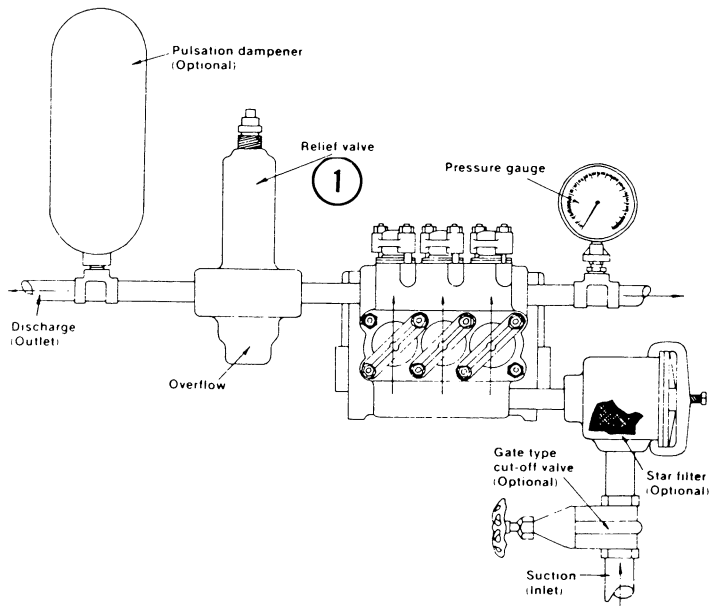 Pulsation dampener
(Optional)
Relief valve
1
Pressure gauge
Discharge
(Outlet)
Overflow
Gate type
cut-off valve
(Optional)
Star filter
(Optional)
Suction
(Inlet)